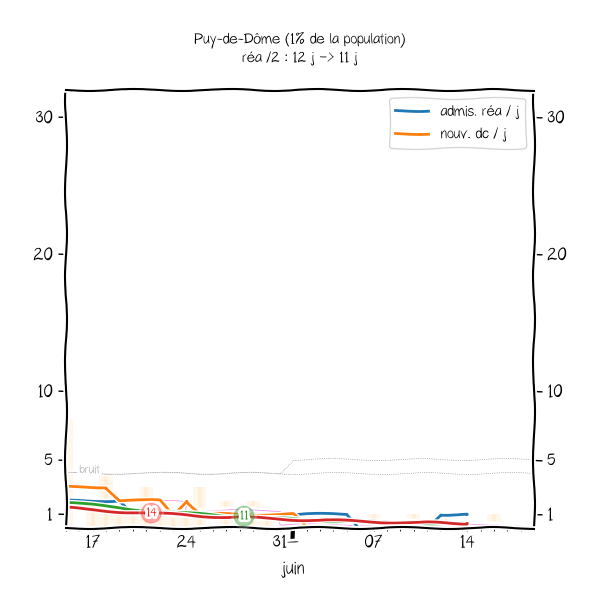 Puy-de-Dôme (1% de la population)
réa /2 : 12 j -> 11 j
admis. réa / j
nouv. dc / j
30
30
20
20
10
10
5
5
bruit
1
1
14
11
17
24
31
07
14
juin